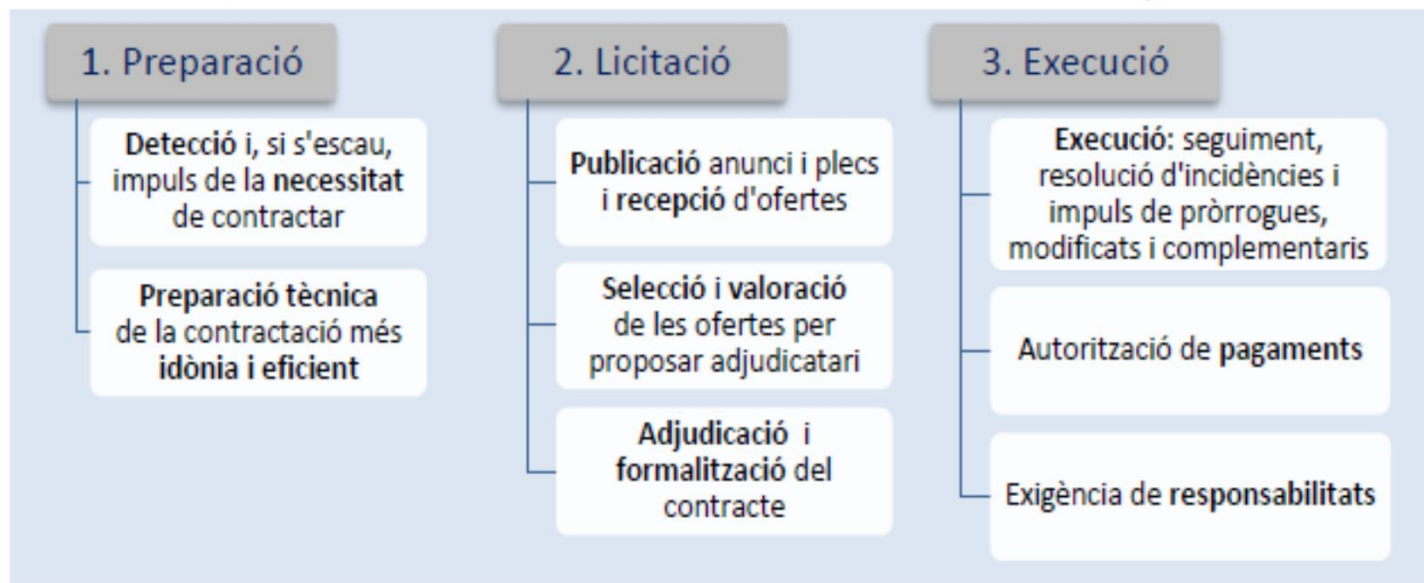 1. Preparació
Detecció i, si s'escau,
impuls de la necessitat
de contractar
Preparació tècnica
de la contractació més
idònia i eficient
2. Licitació
Publicació anunci i plecs
i recepció d'ofertes
Selecció i valoració
de les ofertes per
proposar adjudicatari
Adjudicació i
formalització del
contracte
3. Execució
Execució: seguiment,
resolució d'incidències i
impuls de pròrrogues,
modificats i complementaris
Autorització de pagaments
Exigència de responsabilitats